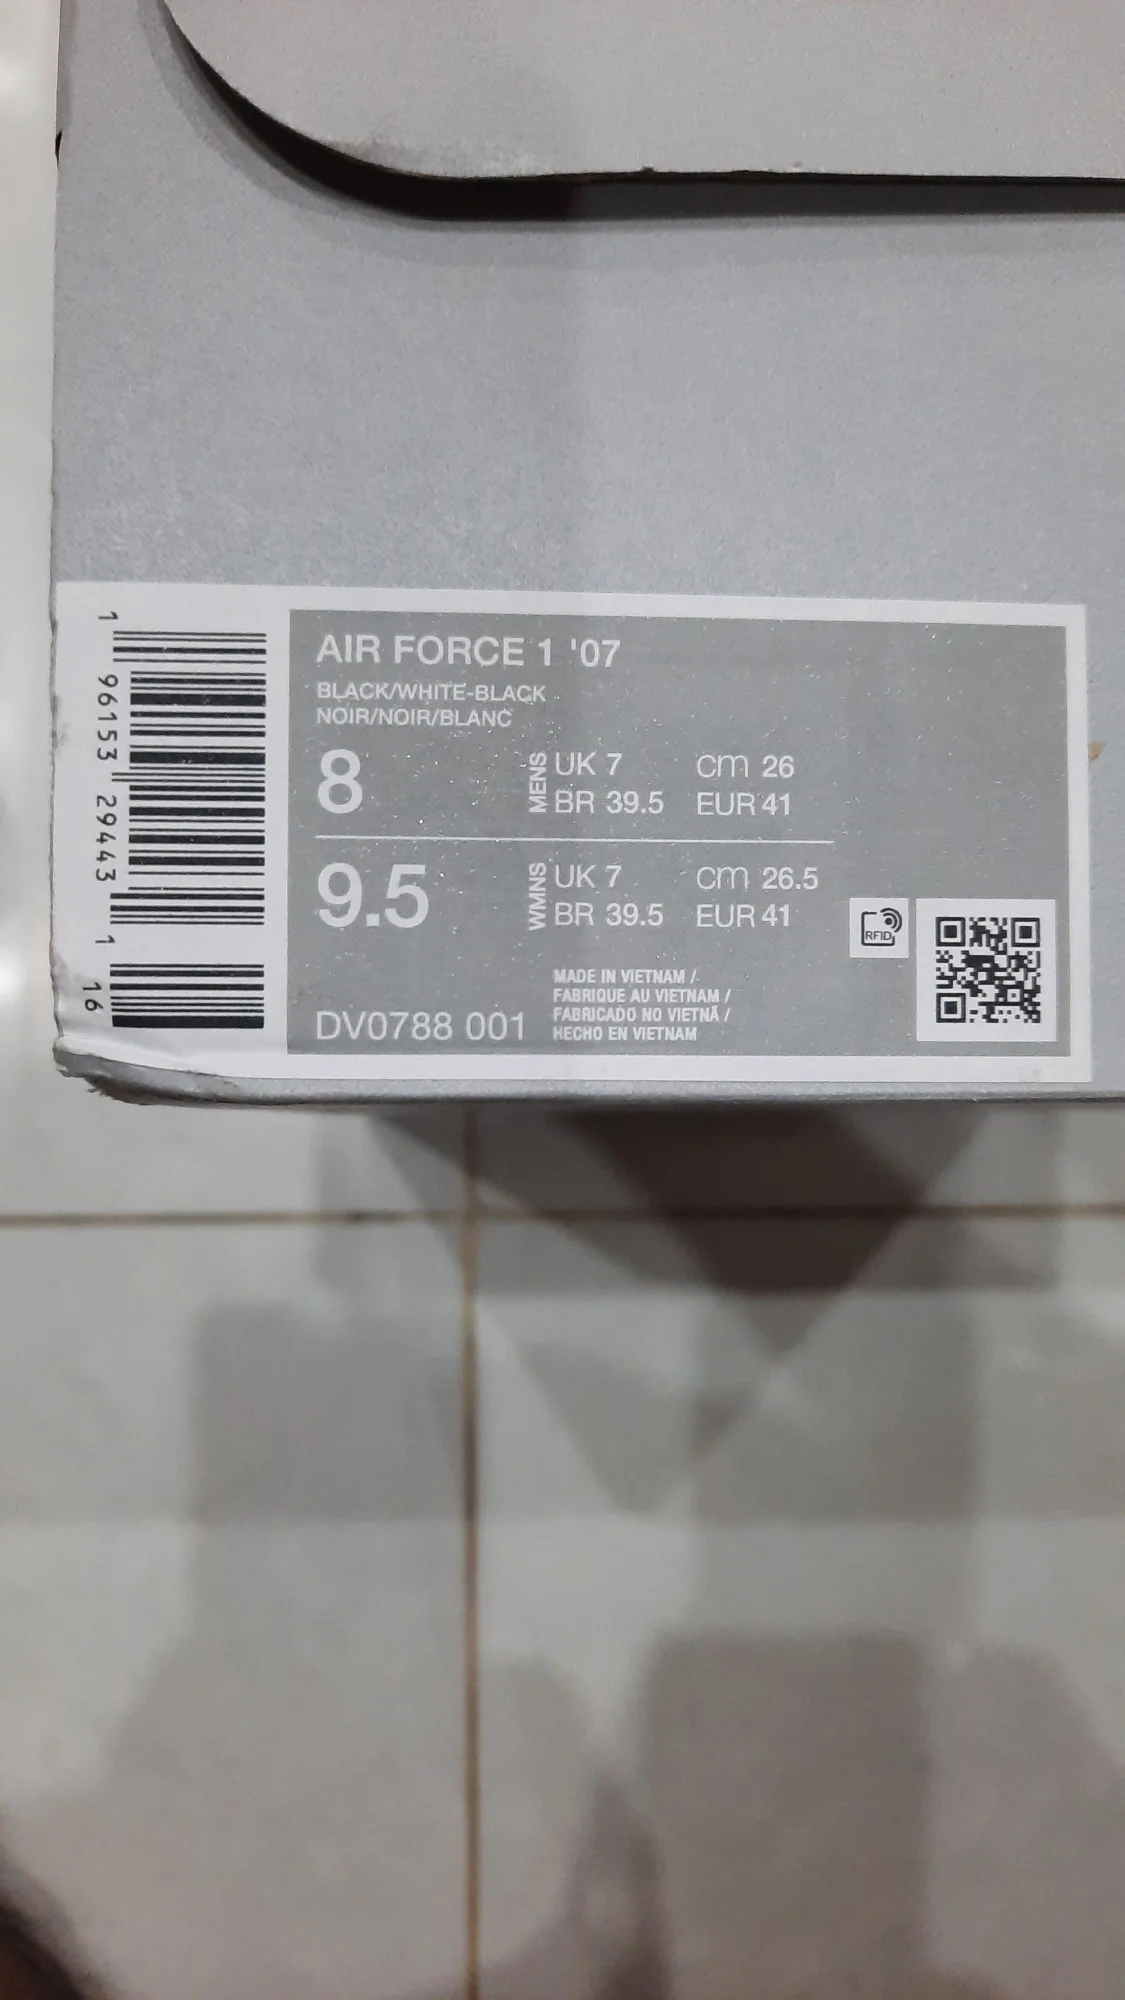 AIR FORCE 1 '07
BLACK/WHITE-BLACK
NOIR/NOIR/BLANC
8
MENS
UK 7 cm 26
BR 39.5 EUR 41
9.5
WMNS
UK 7 cm 26.5
BR 39.5 EUR 41
MADE IN VIETNAM /
FABRIQUE AU VIETNAM /
FABRICADO NO VIETNÃ /
HECHO EN VIETNAM
DV0788 001
RFID
1 96153 29443 1 16